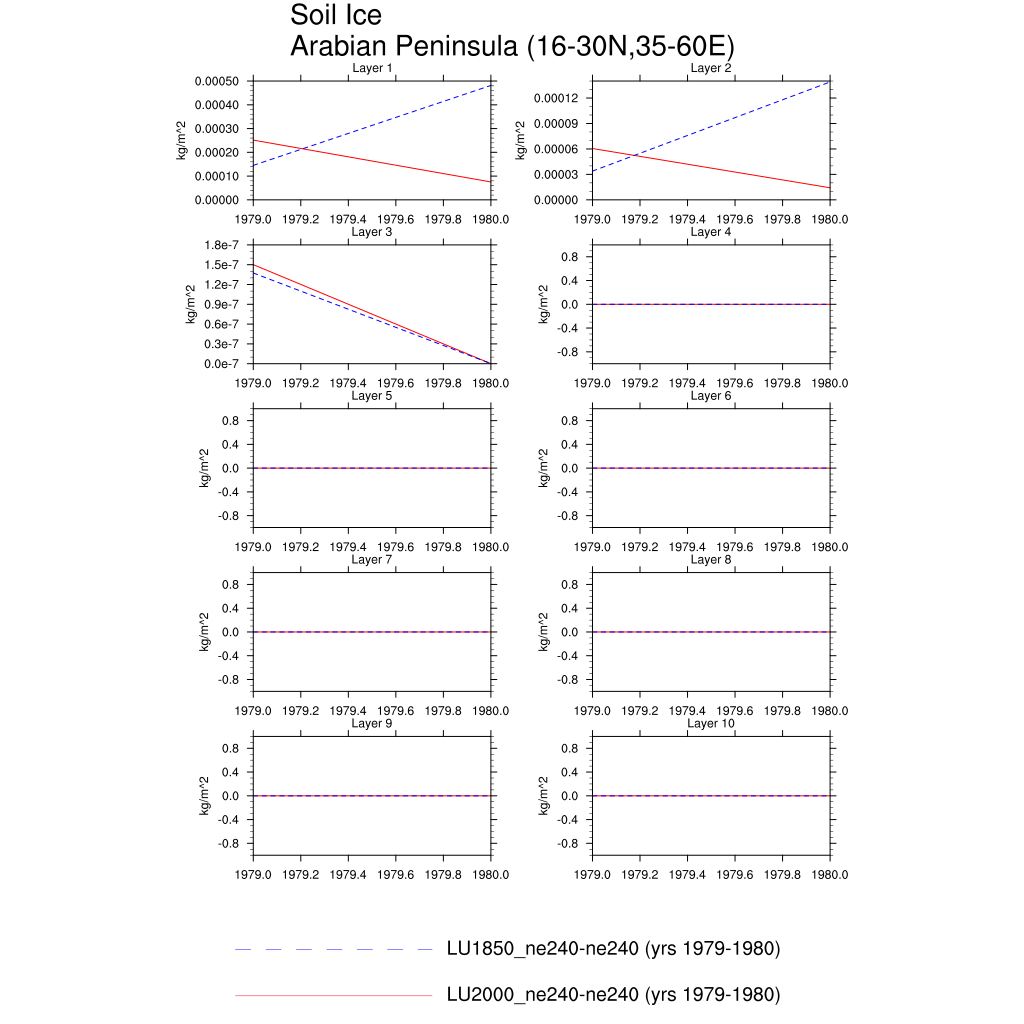 Soil Ice
Arabian Peninsula (16-30N,35-60E)
Layer 1
kg/m^2
0.00050
0.00040
0.00030
0.00020
0.00010
0.00000
1979.0 1979.2 1979.4 1979.6 1979.8 1980.0
Layer 2
kg/m^2
0.00012
0.00009
0.00006
0.00003
0.00000
1979.0 1979.2 1979.4 1979.6 1979.8 1980.0
Layer 3
kg/m^2
1.8e-7
1.5e-7
1.2e-7
0.9e-7
0.6e-7
0.3e-7
0.0e-7
1979.0 1979.2 1979.4 1979.6 1979.8 1980.0
Layer 4
kg/m^2
0.8
0.4
0.0
-0.4
-0.8
1979.0 1979.2 1979.4 1979.6 1979.8 1980.0
Layer 5
kg/m^2
0.8
0.4
0.0
-0.4
-0.8
1979.0 1979.2 1979.4 1979.6 1979.8 1980.0
Layer 6
kg/m^2
0.8
0.4
0.0
-0.4
-0.8
1979.0 1979.2 1979.4 1979.6 1979.8 1980.0
Layer 7
kg/m^2
0.8
0.4
0.0
-0.4
-0.8
1979.0 1979.2 1979.4 1979.6 1979.8 1980.0
Layer 8
kg/m^2
0.8
0.4
0.0
-0.4
-0.8
1979.0 1979.2 1979.4 1979.6 1979.8 1980.0
Layer 9
kg/m^2
0.8
0.4
0.0
-0.4
-0.8
1979.0 1979.2 1979.4 1979.6 1979.8 1980.0
Layer 10
kg/m^2
0.8
0.4
0.0
-0.4
-0.8
1979.0 1979.2 1979.4 1979.6 1979.8 1980.0
LU1850_ne240-ne240 (yrs 1979-1980)
LU2000_ne240-ne240 (yrs 1979-1980)